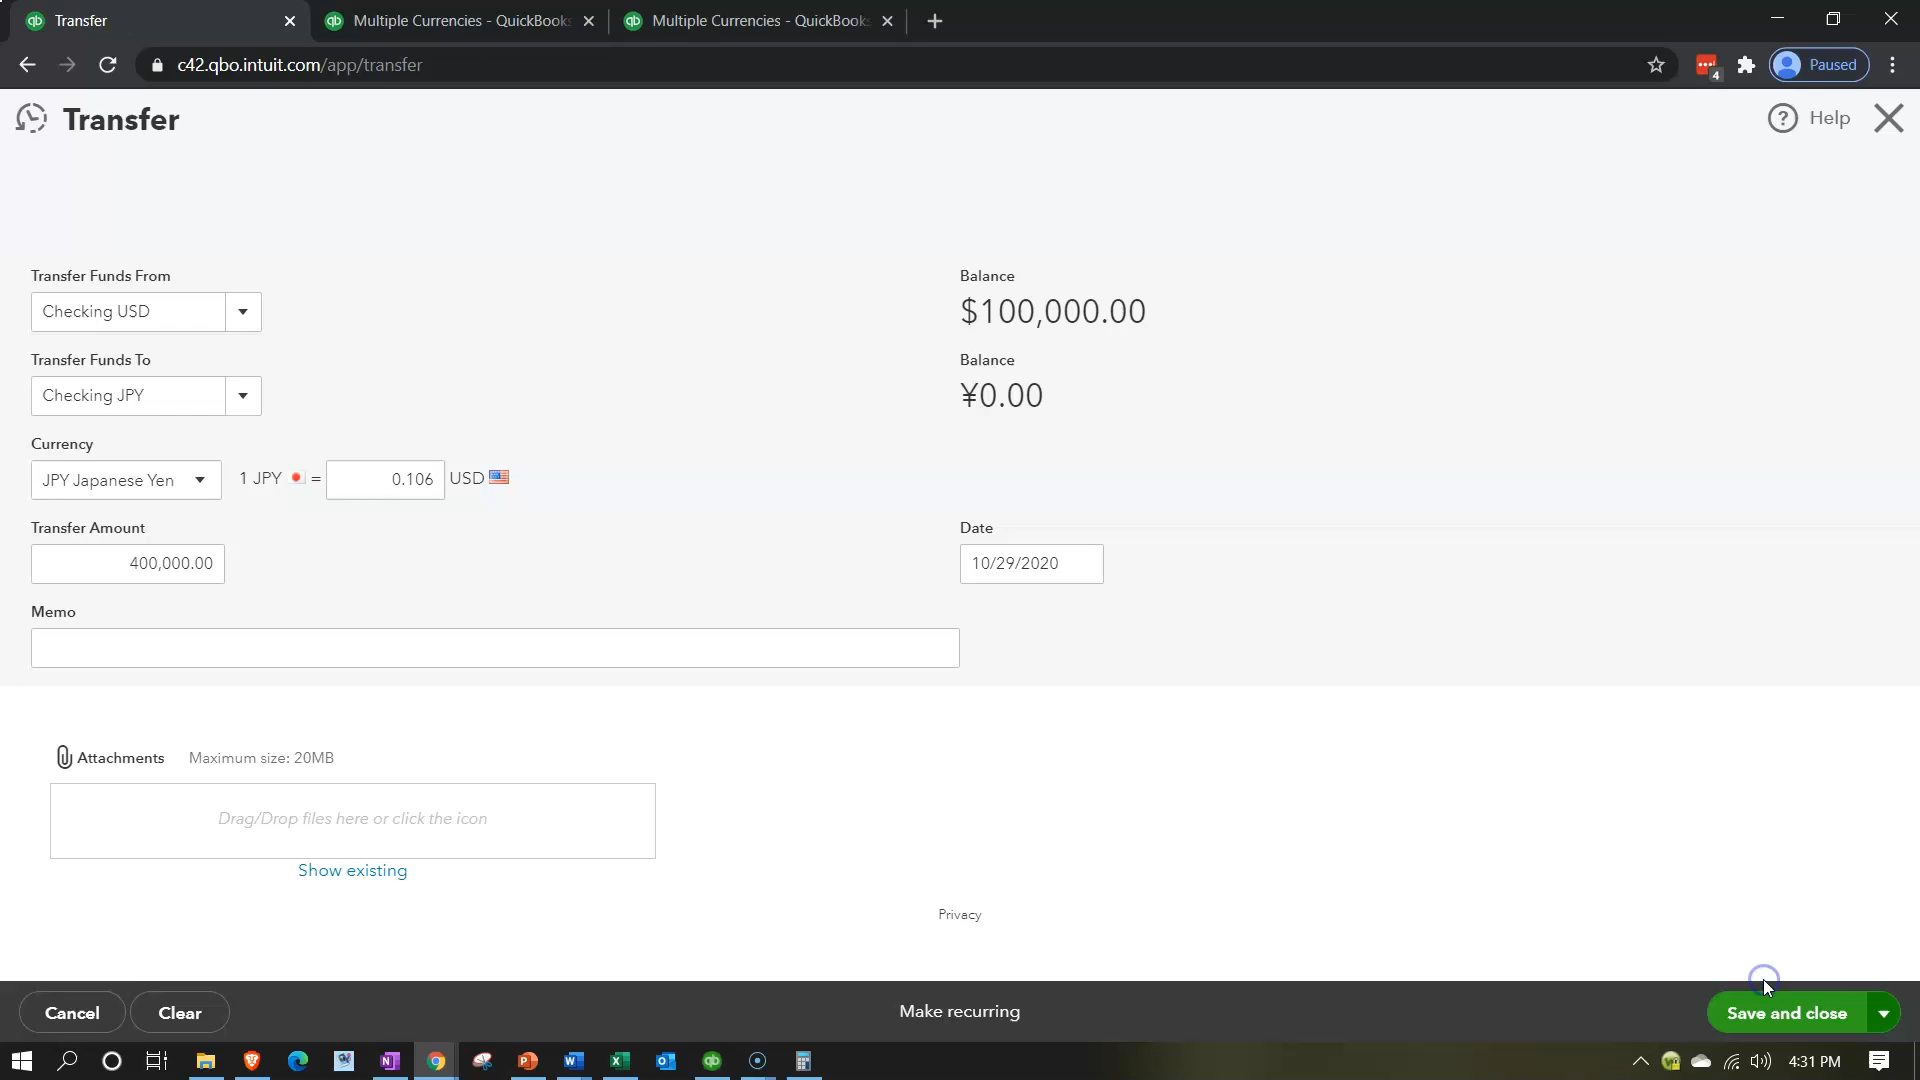 Transfer
Multiple Currencies - QuickBooks
Multiple Currencies - QuickBooks
c42.qbo.intuit.com/app/transfer
4
Paused
Transfer
Help
Transfer Funds From
Balance
Checking USD
$100,000.00
Transfer Funds To
Balance
Checking JPY
¥0.00
Currency
JPY Japanese Yen
1 JPY = 0.106 USD
Transfer Amount
Date
400,000.00
10/29/2020
Memo
Attachments Maximum size: 20MB
Drag/Drop files here or click the icon
Show existing
Privacy
Cancel
Clear
Make recurring
Save and close
4:31 PM